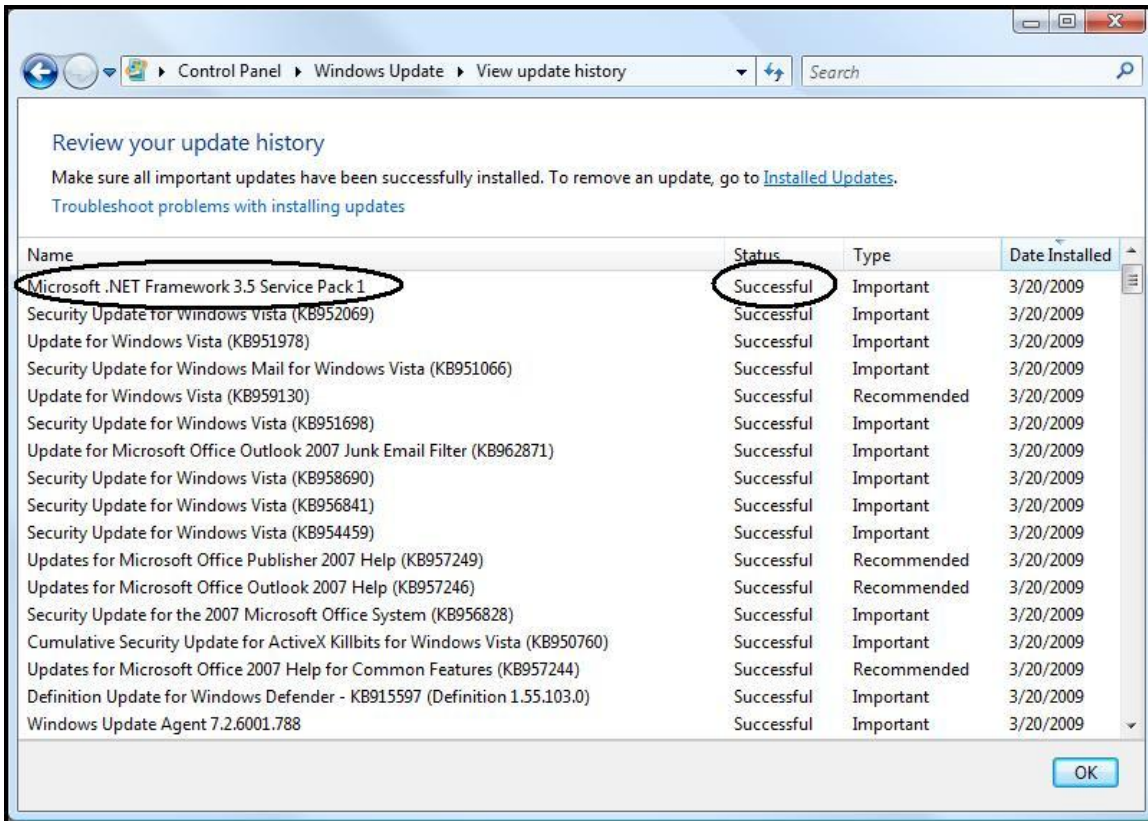 Control Panel ▸ Windows Update ▸ View update history Search
Review your update history
Make sure all important updates have been successfully installed. To remove an update, go to Installed Updates.
Troubleshoot problems with installing updates
Name Status Type Date Installed
Microsoft .NET Framework 3.5 Service Pack 1 Successful Important 3/20/2009
Security Update for Windows Vista (KB952069) Successful Important 3/20/2009
Update for Windows Vista (KB951978) Successful Important 3/20/2009
Security Update for Windows Mail for Windows Vista (KB951066) Successful Important 3/20/2009
Update for Windows Vista (KB959130) Successful Recommended 3/20/2009
Security Update for Windows Vista (KB951698) Successful Important 3/20/2009
Update for Microsoft Office Outlook 2007 Junk Email Filter (KB962871) Successful Important 3/20/2009
Security Update for Windows Vista (KB958690) Successful Important 3/20/2009
Security Update for Windows Vista (KB956841) Successful Important 3/20/2009
Security Update for Windows Vista (KB954459) Successful Important 3/20/2009
Updates for Microsoft Office Publisher 2007 Help (KB957249) Successful Recommended 3/20/2009
Updates for Microsoft Office Outlook 2007 Help (KB957246) Successful Recommended 3/20/2009
Security Update for the 2007 Microsoft Office System (KB956828) Successful Important 3/20/2009
Cumulative Security Update for ActiveX Killbits for Windows Vista (KB950760) Successful Important 3/20/2009
Updates for Microsoft Office 2007 Help for Common Features (KB957244) Successful Recommended 3/20/2009
Definition Update for Windows Defender - KB915597 (Definition 1.55.103.0) Successful Important 3/20/2009
Windows Update Agent 7.2.6001.788 Successful Important 3/20/2009
OK